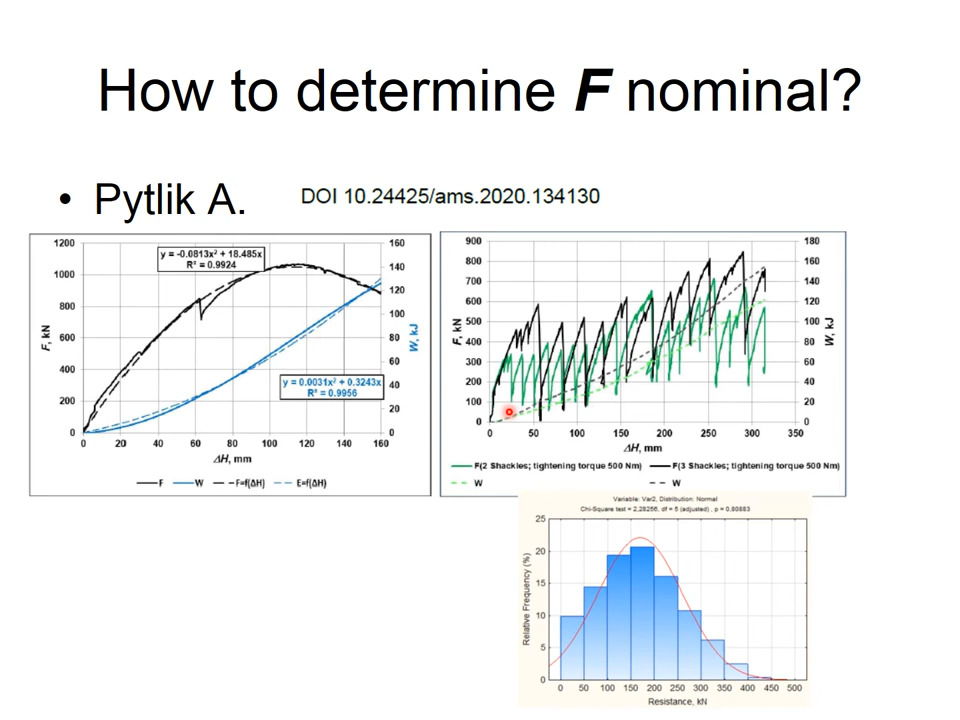 How to determine F nominal?
• Pytlik A.
DOI 10.24425/ams.2020.134130
1200
1000
800
600
400
200
0
F, kN
y = -0.0813x² + 18.485x
R² = 0.9924
y = 0.0031x² + 0.3243x
R² = 0.9956
160
140
120
100
80
60
40
20
0
W, kJ
0 20 40 60 80 100 120 140 160
ΔH, mm
F W F=f(ΔH) E=f(ΔH)
900
800
700
600
500
400
300
200
100
0
F, kN
180
160
140
120
100
80
60
40
20
0
W, kJ
0 50 100 150 200 250 300 350
ΔH, mm
F(2 Shackles; tightening torque 500 Nm) F(3 Shackles; tightening torque 500 Nm)
W W
Variable: Var2, Distribution: Normal
Chi-Square test = 2,28256, df = 5 (adjusted) , p = 0,80883
25
20
15
10
5
0
Relative Frequency (%)
0 50 100 150 200 250 300 350 400 450 500
Resistance, kN